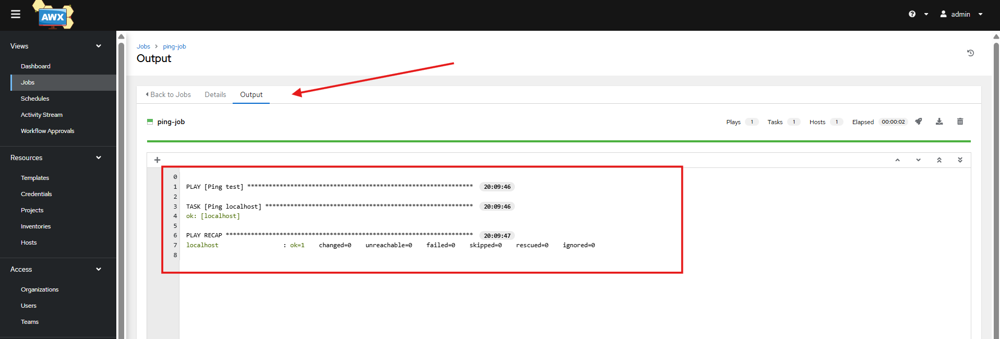 AWX
admin
Views
Dashboard
Jobs
Schedules
Activity Stream
Workflow Approvals
Resources
Templates
Credentials
Projects
Inventories
Hosts
Access
Organizations
Users
Teams
Jobs > ping-job
Output
Back to Jobs Details Output
ping-job Plays 1 Tasks 1 Hosts 1 Elapsed 00:00:02
0
1 PLAY [Ping test] *************************************************************** 20:09:46
2
3 TASK [Ping localhost] ********************************************************** 20:09:46
4 ok: [localhost]
5
6 PLAY RECAP ********************************************************************* 20:09:47
7 localhost : ok=1 changed=0 unreachable=0 failed=0 skipped=0 rescued=0 ignored=0
8